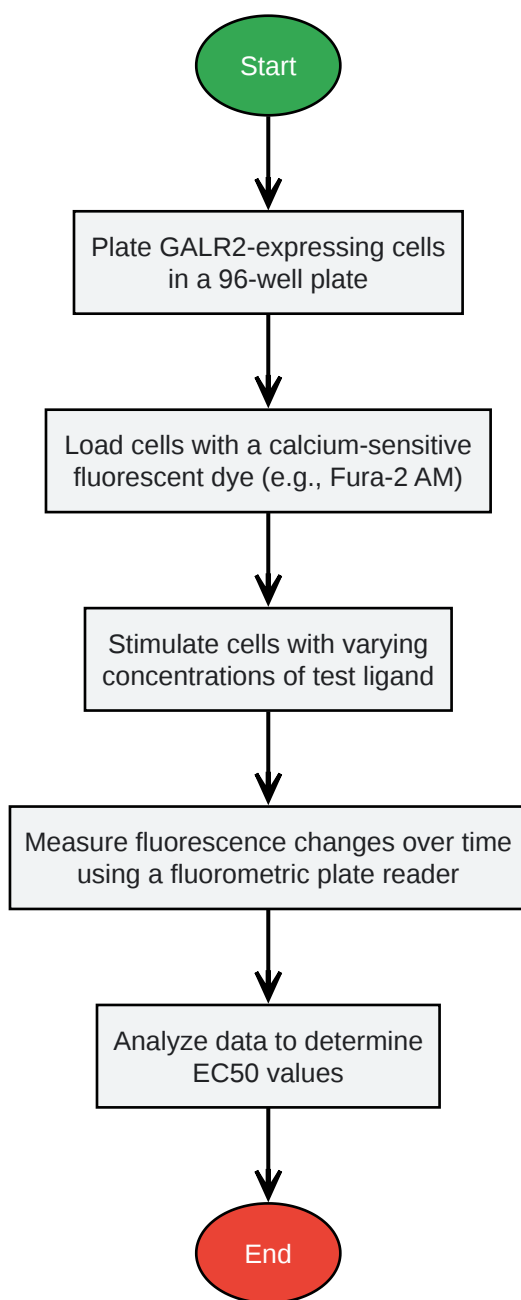 Start
Plate GALR2-expressing cells
in a 96-well plate
Load cells with a calcium-sensitive
fluorescent dye (e.g., Fura-2 AM)
Stimulate cells with varying
concentrations of test ligand
Measure fluorescence changes over time
using a fluorometric plate reader
Analyze data to determine
EC50 values
End